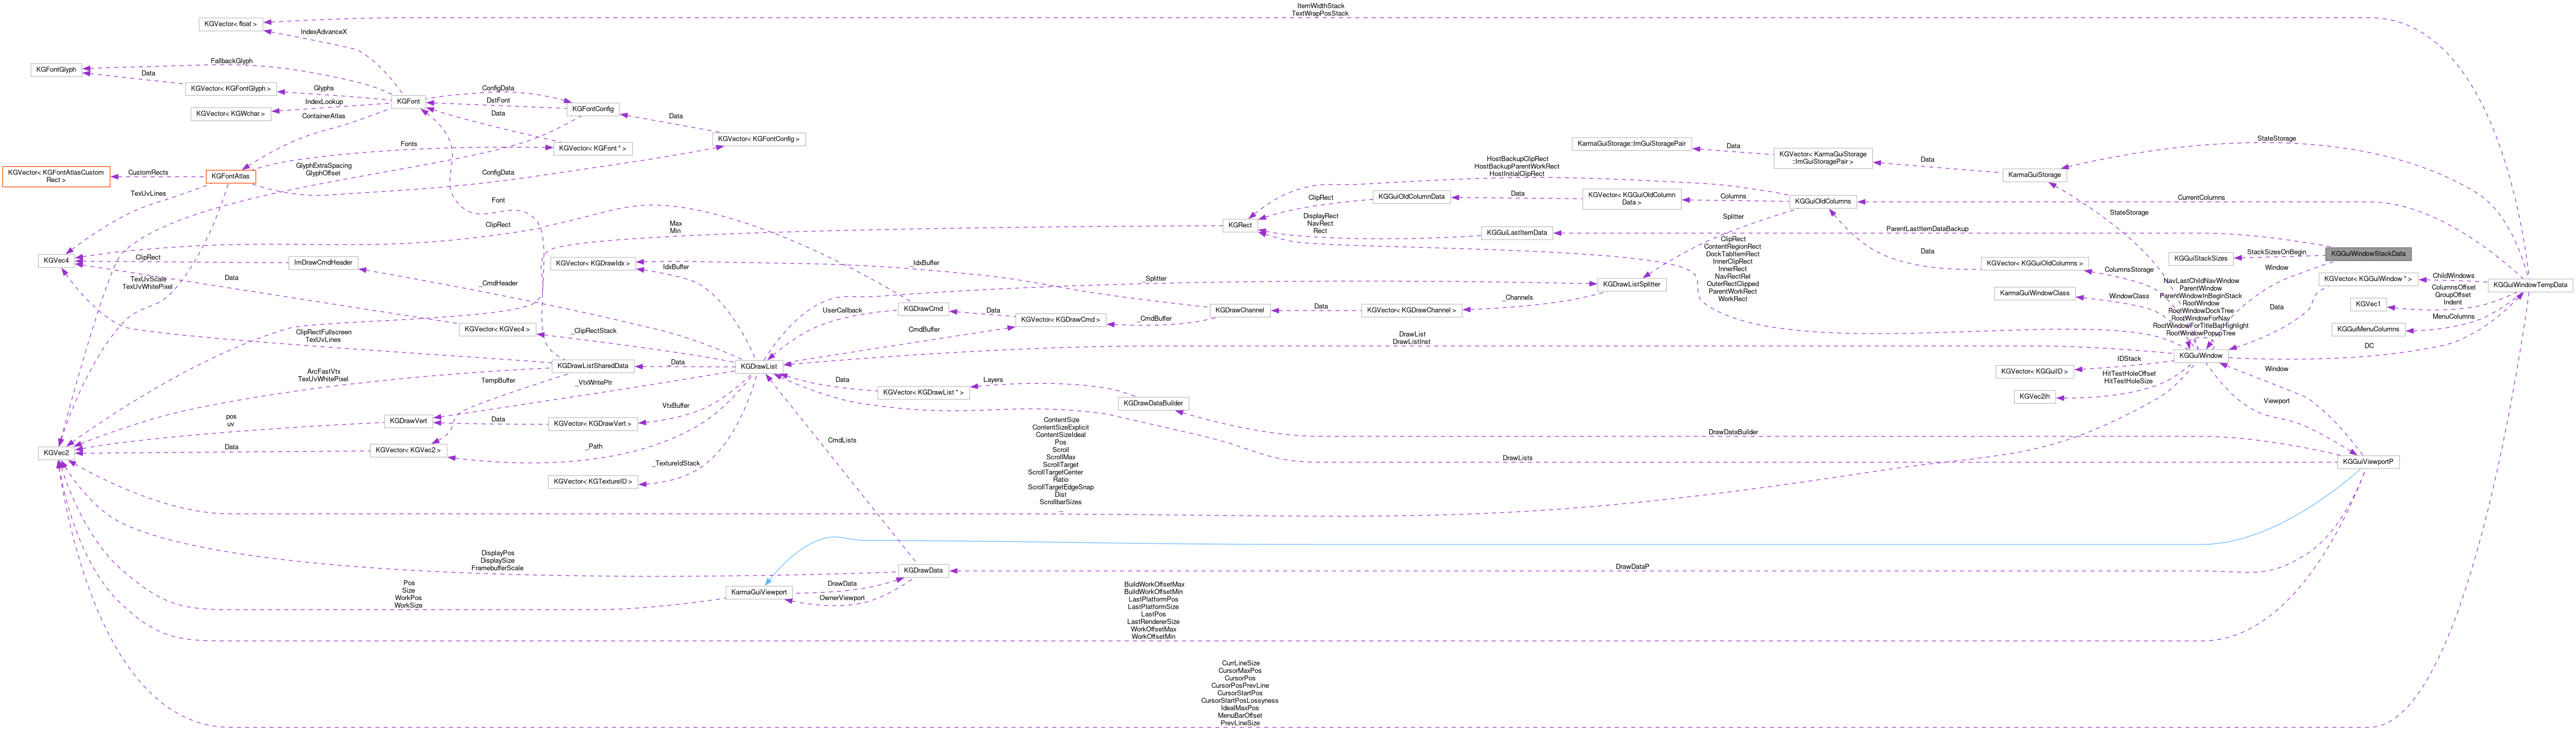 ItemWidthStack
TextWrapPosStack
KGVector< float >
IndexAdvanceX
KGFontGlyph
FallbackGlyph
Data
KGVector< KGFontGlyph >
Glyphs
KGFont
ConfigData
DstFont
KGFontConfig
IndexLookup
KGVector< KGWchar >
ContainerAtlas
Data
Data
KGVector< KGFontConfig >
Fonts
KGVector< KGFont * >
KGVector< KGFontAtlasCustom
Rect >
CustomRects
KGFontAtlas
GlyphExtraSpacing
GlyphOffset
ConfigData
TexUvLines
Font
ClipRect
Max
Min
KGVec4
ClipRect
ImDrawCmdHeader
TexUvScale
TexUvWhitePixel
Data
KGVector< KGDrawIdx >
IdxBuffer
_CmdHeader
KGVector< KGVec4 >
_ClipRectStack
ClipRectFullscreen
TexUvLines
KGDrawListSharedData
_Data
KGDrawList
ArcFastVtx
TexUvWhitePixel
TempBuffer
_VtxWritePtr
pos
uv
KGDrawVert
Data
KGVector< KGDrawVert >
VtxBuffer
KGVec2
Data
KGVector< KGVec2 >
_Path
_TextureIdStack
KGVector< KGTextureID >
UserCallback
KGDrawCmd
Data
KGVector< KGDrawCmd >
CmdBuffer
_IdxBuffer
_Splitter
_CmdBuffer
KGDrawChannel
Data
KGVector< KGDrawChannel >
_Channels
KGDrawListSplitter
DrawList
DrawListInst
Data
KGVector< KGDrawList * >
Layers
KGDrawDataBuilder
CmdLists
ContentSize
ContentSizeExplicit
ContentSizeIdeal
Pos
Scroll
ScrollMax
ScrollTarget
ScrollTargetCenter
Ratio
ScrollTargetEdgeSnap
Dist
ScrollbarSizes
...
DrawDataBuilder
DrawLists
KarmaGuiStorage::ImGuiStoragePair
Data
KGVector< KarmaGuiStorage
::ImGuiStoragePair >
Data
KarmaGuiStorage
StateStorage
HostBackupClipRect
HostBackupParentWorkRect
HostInitialClipRect
ClipRect
KGGuiOldColumnData
Data
KGVector< KGGuiOldColumn
Data >
Columns
KGGuiOldColumns
CurrentColumns
KGRect
DisplayRect
NavRect
Rect
KGGuiLastItemData
ParentLastItemDataBackup
Splitter
ClipRect
ContentRegionRect
DockTabItemRect
InnerClipRect
InnerRect
NavRectRel
OuterRectClipped
ParentWorkRect
WorkRect
StateStorage
Data
KGVector< KGGuiOldColumns >
ColumnsStorage
KarmaGuiWindowClass
WindowClass
KGGuiStackSizes
StackSizesOnBegin
KGGuiWindowStackData
Window
NavLastChildNavWindow
ParentWindow
ParentWindowInBeginStack
RootWindow
RootWindowDockTree
RootWindowForNav
RootWindowForTitleBarHighlight
RootWindowPopupTree
KGVector< KGGuiWindow * >
ChildWindows
Data
KGVec1
ColumnsOffset
GroupOffset
Indent
KGGuiWindowTempData
KGGuiMenuColumns
MenuColumns
KGGuiWindow
DC
KGVector< KGGuiID >
IDStack
KGVec2ih
HitTestHoleOffset
HitTestHoleSize
Window
Viewport
KGGuiViewportP
DisplayPos
DisplaySize
FramebufferScale
KGDrawData
DrawDataP
Pos
Size
WorkPos
WorkSize
KarmaGuiViewport
DrawData
OwnerViewport
BuildWorkOffsetMax
BuildWorkOffsetMin
LastPlatformPos
LastPlatformSize
LastPos
LastRendererSize
WorkOffsetMax
WorkOffsetMin
CurrLineSize
CursorMaxPos
CursorPos
CursorPosPrevLine
CursorStartPos
CursorStartPosLossyness
IdealMaxPos
MenuBarOffset
PrevLineSize